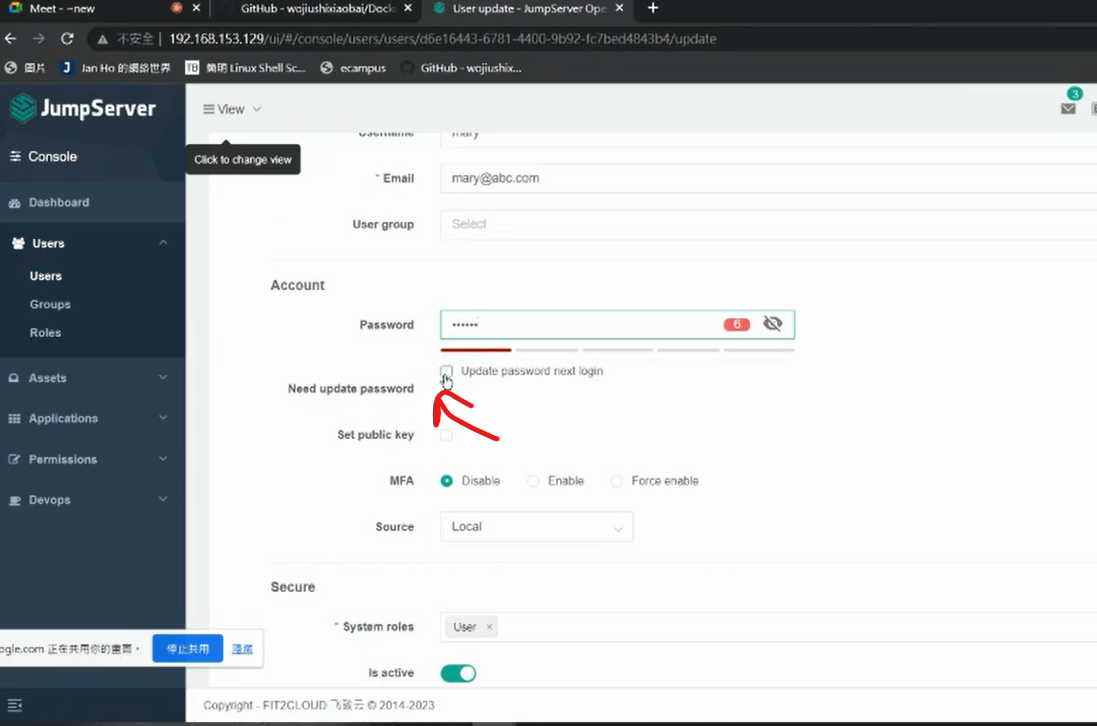 Meet - ~new
GitHub - wojiushixiaobai/Dock
User update - JumpServer Ope
不安全 | 192.168.153.129/ui/#/console/users/users/d6e16443-6781-4400-9b92-fc7bed4843b4/update
圖片
Jan Ho 的網絡世界
TB
簡明 Linux Shell Sc...
ecampus
GitHub - wojiushix...
JumpServer
View
3
Click to change view
Console
Dashboard
Users
Users
Groups
Roles
Assets
Applications
Permissions
Devops
Username
mary
* Email
mary@abc.com
User group
Select
Account
Password
••••••
6
Update password next login
Need update password
Set public key
MFA
Disable
Enable
Force enable
Source
Local
Secure
* System roles
User ×
Is active
ogle.com 正在共用你的畫面。
停止共用
隱藏
Copyright - FIT2CLOUD 飞致云 © 2014-2023